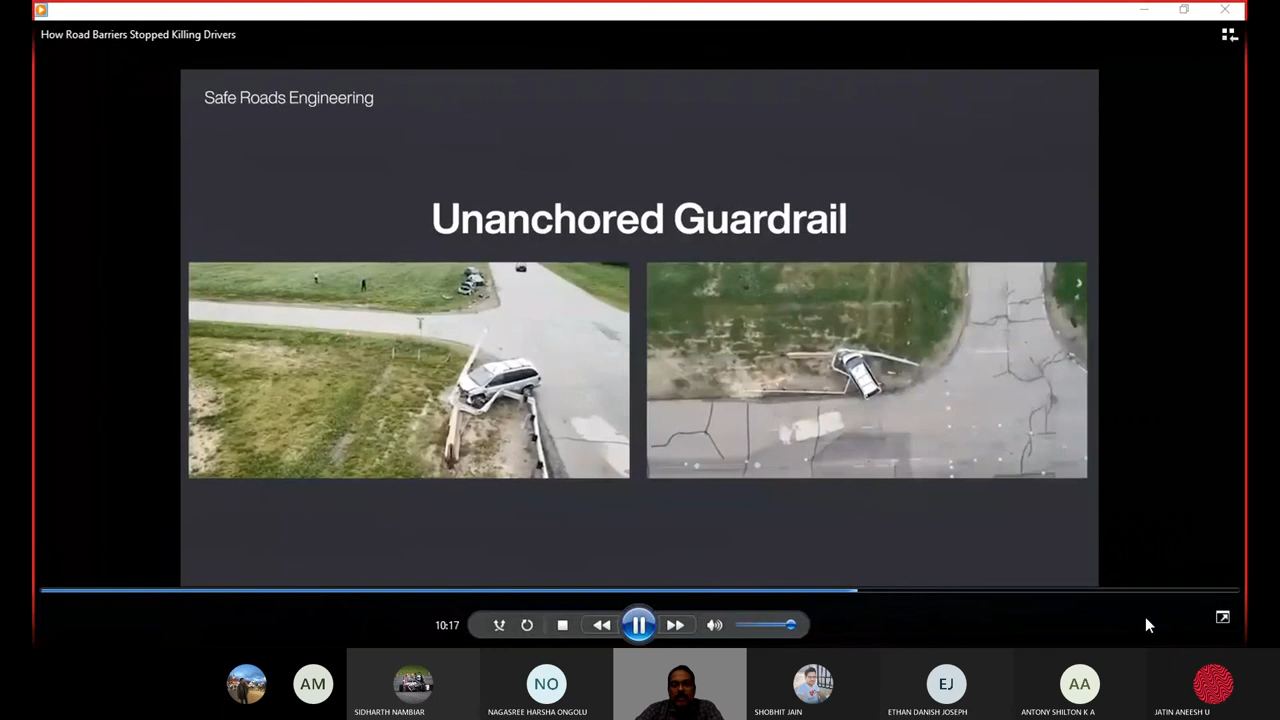 How Road Barriers Stopped Killing Drivers
Safe Roads Engineering
Unanchored Guardrail
10:17
AM
NO
EJ
AA
SIDHARTH NAMBIAR
NAGASREE HARSHA ONGOLU
SHOBHIT JAIN
ETHAN DANISH JOSEPH
ANTONY SHILTON K A
JATIN ANEESH U